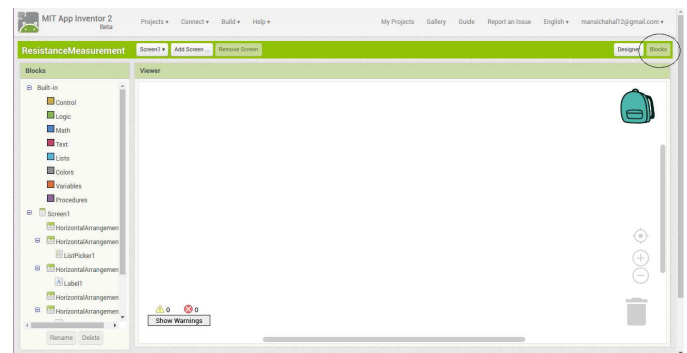 MIT App Inventor 2
Beta
Projects ▾ Connect ▾ Build ▾ Help ▾ My Projects Gallery Guide Report an Issue English ▾ mansichahal12@gmail.com ▾
ResistanceMeasurement Screen1 ▾ Add Screen ... Remove Screen Designer Blocks
Blocks Viewer
Built-in
Control
Logic
Math
Text
Lists
Colors
Variables
Procedures
Screen1
HorizontalArrangemen
HorizontalArrangemen
ListPicker1
HorizontalArrangemen
A Label1
HorizontalArrangemen
HorizontalArrangemen
0 0
Show Warnings
Rename Delete